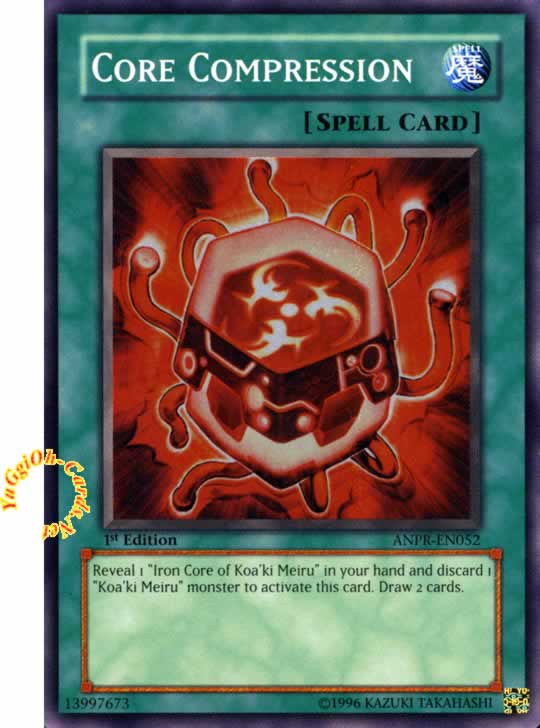 CORE COMPRESSION
SPELL
魔
[SPELL CARD]
YuGgiOh-Cards.Net
1st Edition
ANPR-EN052
Reveal 1 "Iron Core of Koa'ki Meiru" in your hand and discard 1
"Koa'ki Meiru" monster to activate this card. Draw 2 cards.
13997673
©1996 KAZUKI TAKAHASHI